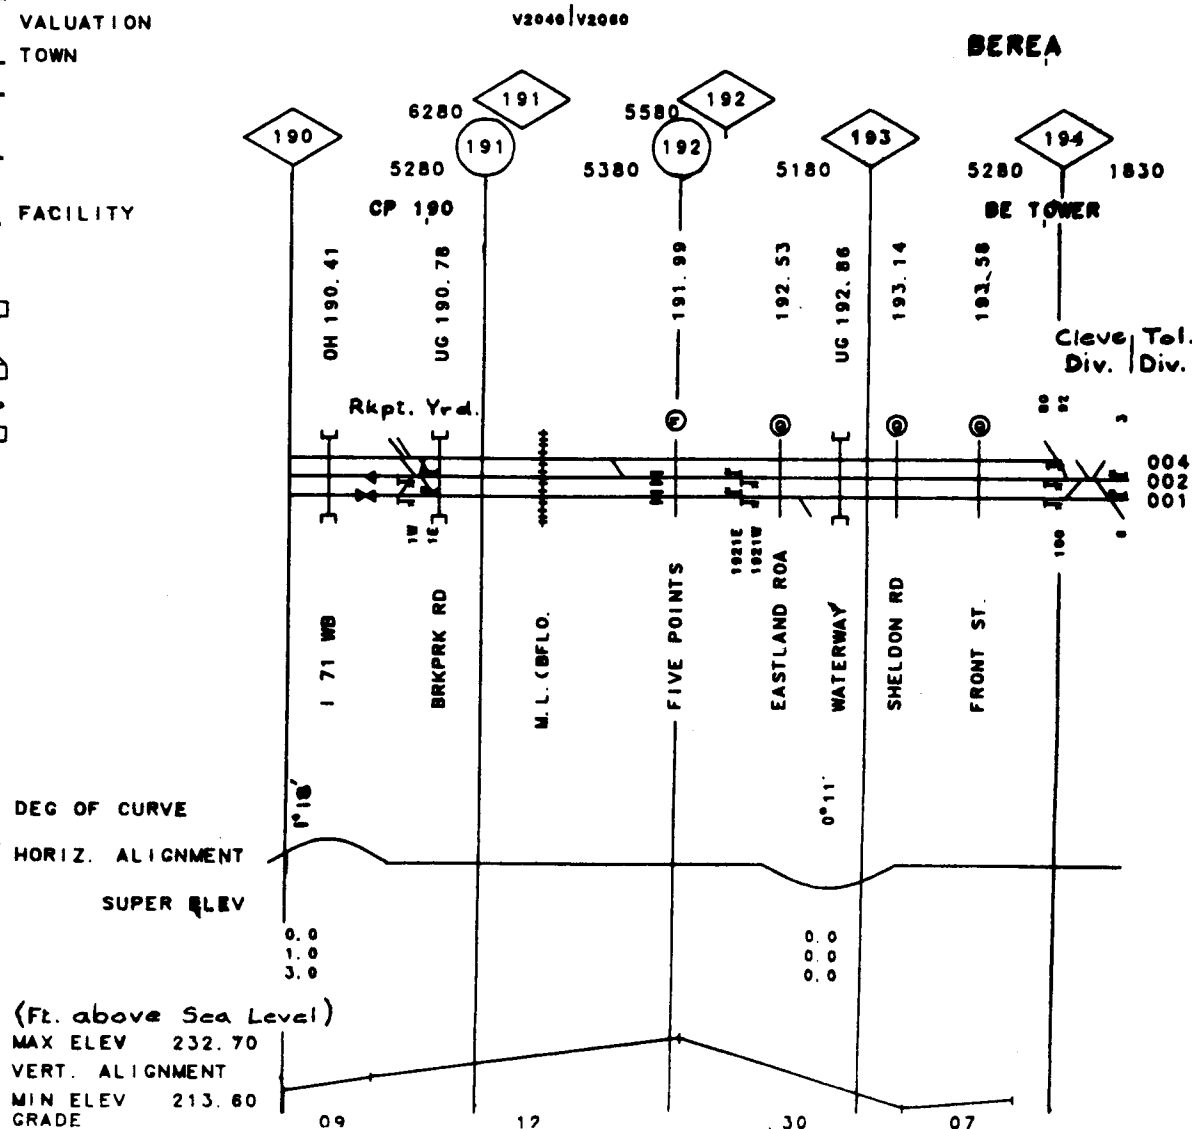 VALUATION
V2040 V2060
TOWN
BEREA
190
6280
191
5580
192
193
194
191
192
5280
5380
5180
5280
1830
FACILITY
CP 190
BE TOWER
OH 190.41
UG 190.78
191.99
192.53
UG 192.86
193.14
193.58
Cleve Tol.
Div. Div.
Rkpt. Yrd.
80
92
3
004
002
001
1W
1E
1921E
1921W
100
I 71 WB
BRKPRK RD
M.L.(BFLO.
FIVE POINTS
EASTLAND ROA
WATERWAY
SHELDON RD
FRONT ST.
DEG OF CURVE
1°18'
0°11'
HORIZ. ALIGNMENT
SUPER ELEV
0.0
1.0
3.0
0.0
0.0
0.0
(Ft. above Sea Level)
MAX ELEV 232.70
VERT. ALIGNMENT
MIN ELEV 213.60
GRADE
09
12
.30
07